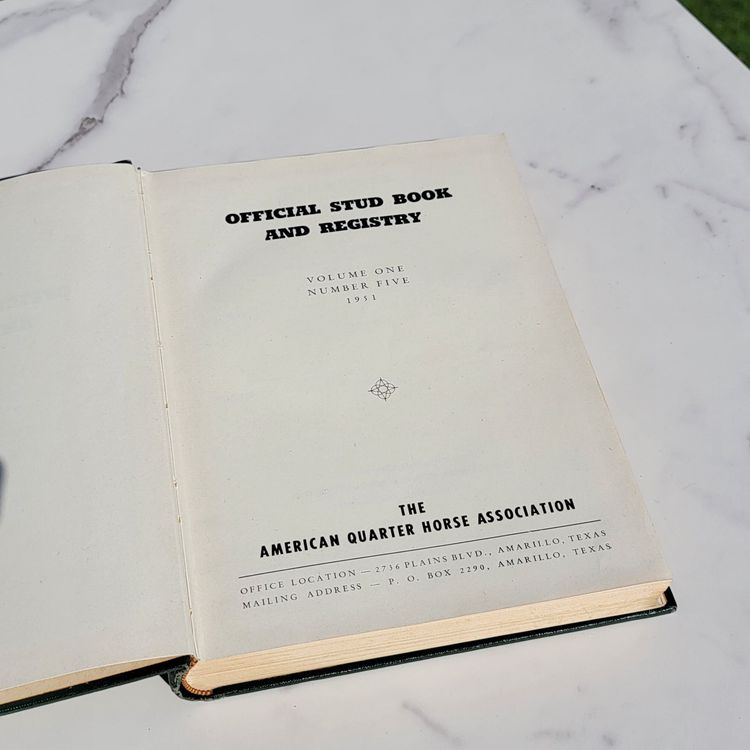 OFFICIAL STUD BOOK
AND REGISTRY
VOLUME ONE
NUMBER FIVE
1951
THE
AMERICAN QUARTER HORSE ASSOCIATION
OFFICE LOCATION — 2736 PLAINS BLVD., AMARILLO, TEXAS
MAILING ADDRESS — P. O. BOX 2290, AMARILLO, TEXAS